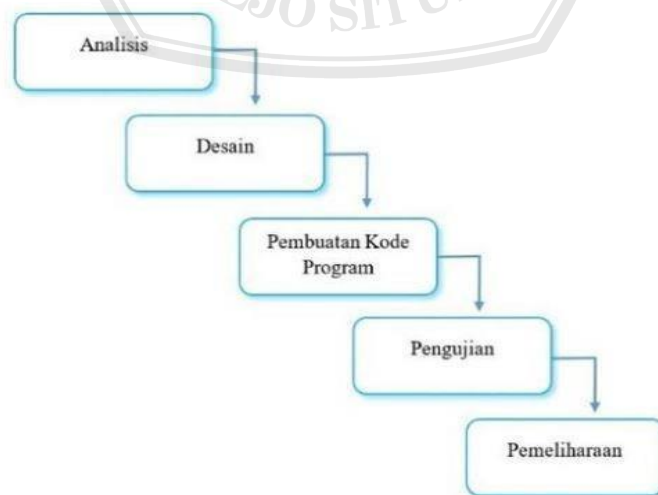 Analisis
Desain
Pembuatan Kode
Program
Pengujian
Pemeliharaan